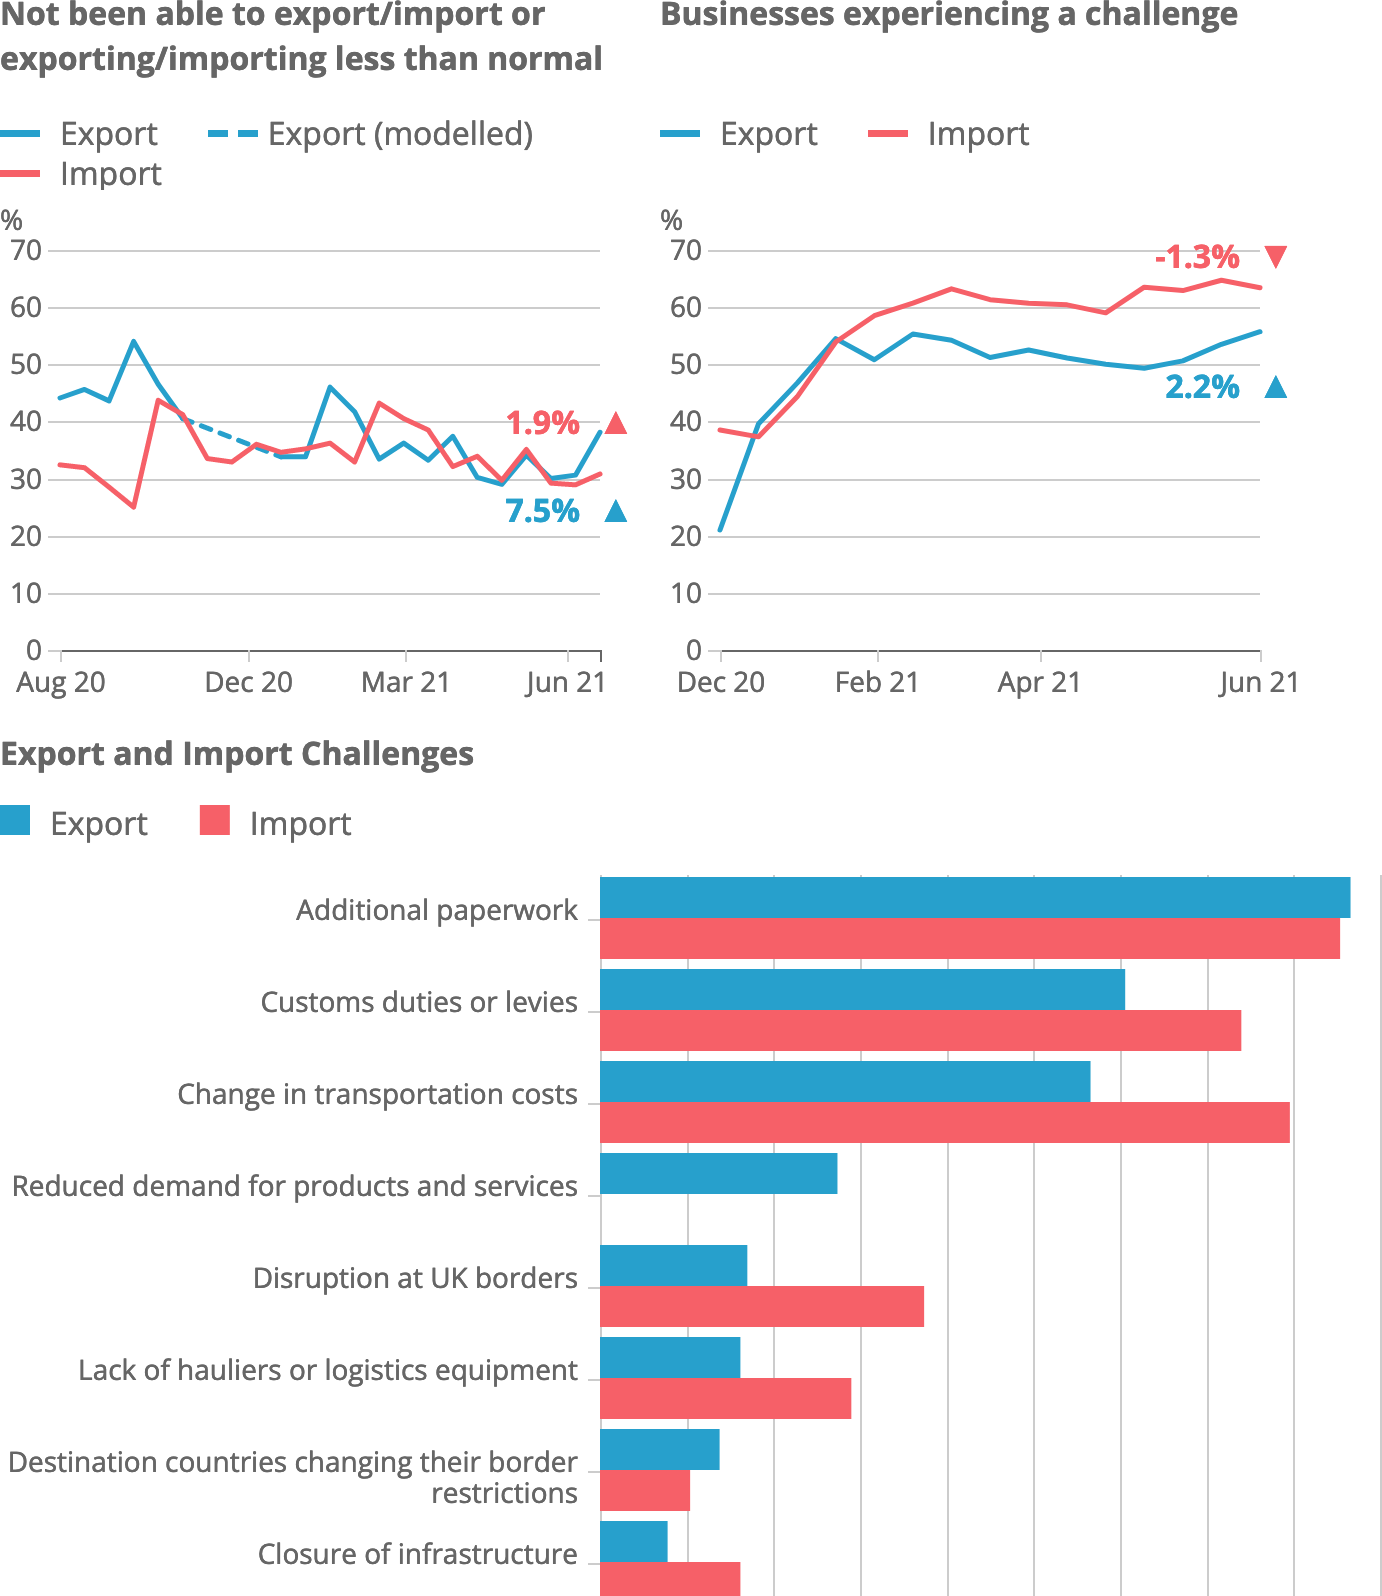 Not been able to export/import or
exporting/importing less than normal
Export
Export (modelled)
Import
%
70
60
50
40
30
20
10
0
1.9%
7.5%
Aug 20
Dec 20
Mar 21
Jun 21
Businesses experiencing a challenge
Export
Import
%
70
60
50
40
30
20
10
0
-1.3%
2.2%
Dec 20
Feb 21
Apr 21
Jun 21
Export and Import Challenges
Export
Import
Additional paperwork
Customs duties or levies
Change in transportation costs
Reduced demand for products and services
Disruption at UK borders
Lack of hauliers or logistics equipment
Destination countries changing their border
restrictions
Closure of infrastructure